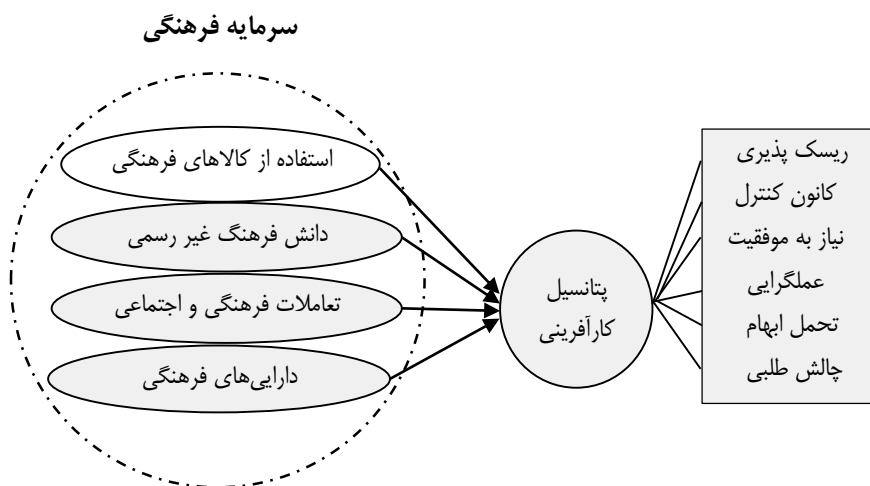 سرمایه فرهنگی
استفاده از کالاهای فرهنگی
دانش فرهنگ غیر رسمی
تعاملات فرهنگی و اجتماعی
دارایی‌های فرهنگی
پتانسیل
کارآفرینی
ریسک پذیری
کانون کنترل
نیاز به موفقیت
عملگرایی
تحمل ابهام
چالش طلبی